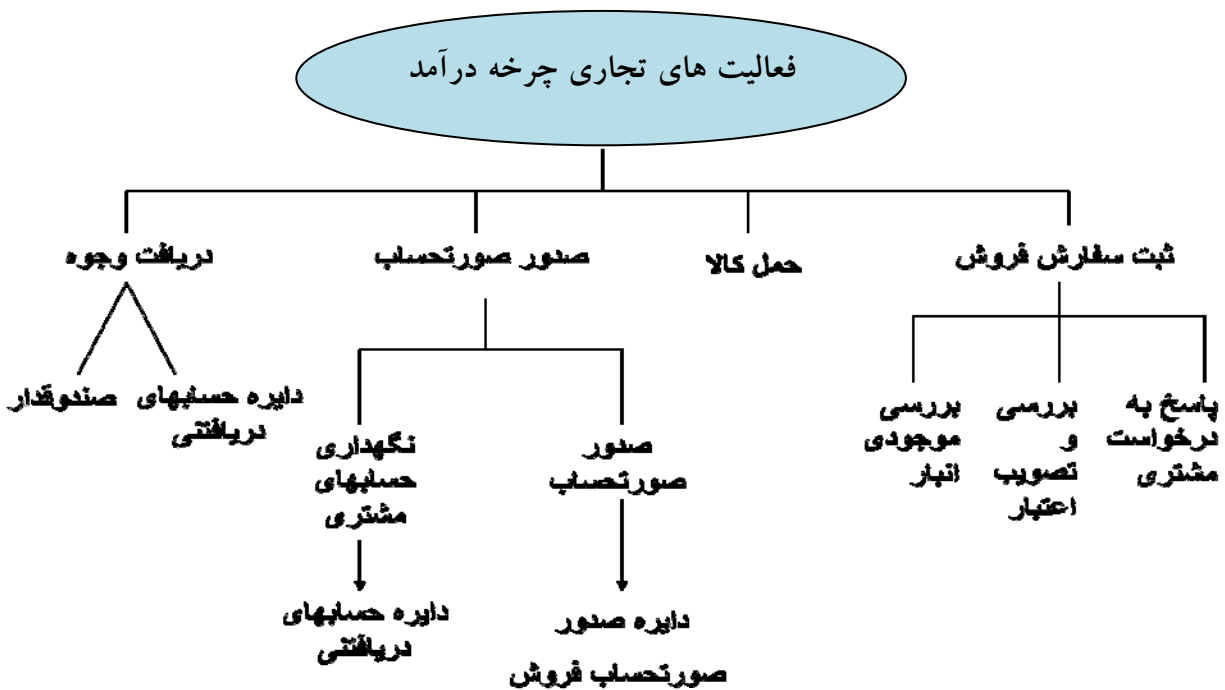 فعالیت های تجاری چرخه درآمد
ثبت سفارش فروش
حمل کالا
صدور صورتحساب
دریافت وجوه
پاسخ به
درخواست
مشتری
بررسی
و
تصویب
اعتبار
بررسی
موجودی
انبار
صدور
صورتحساب
نگهداری
حسابهای
مشتری
دایره حسابهای
دریافتنی
صندوقدار
دایره صدور
صورتحساب فروش
دایره حسابهای
دریافتنی